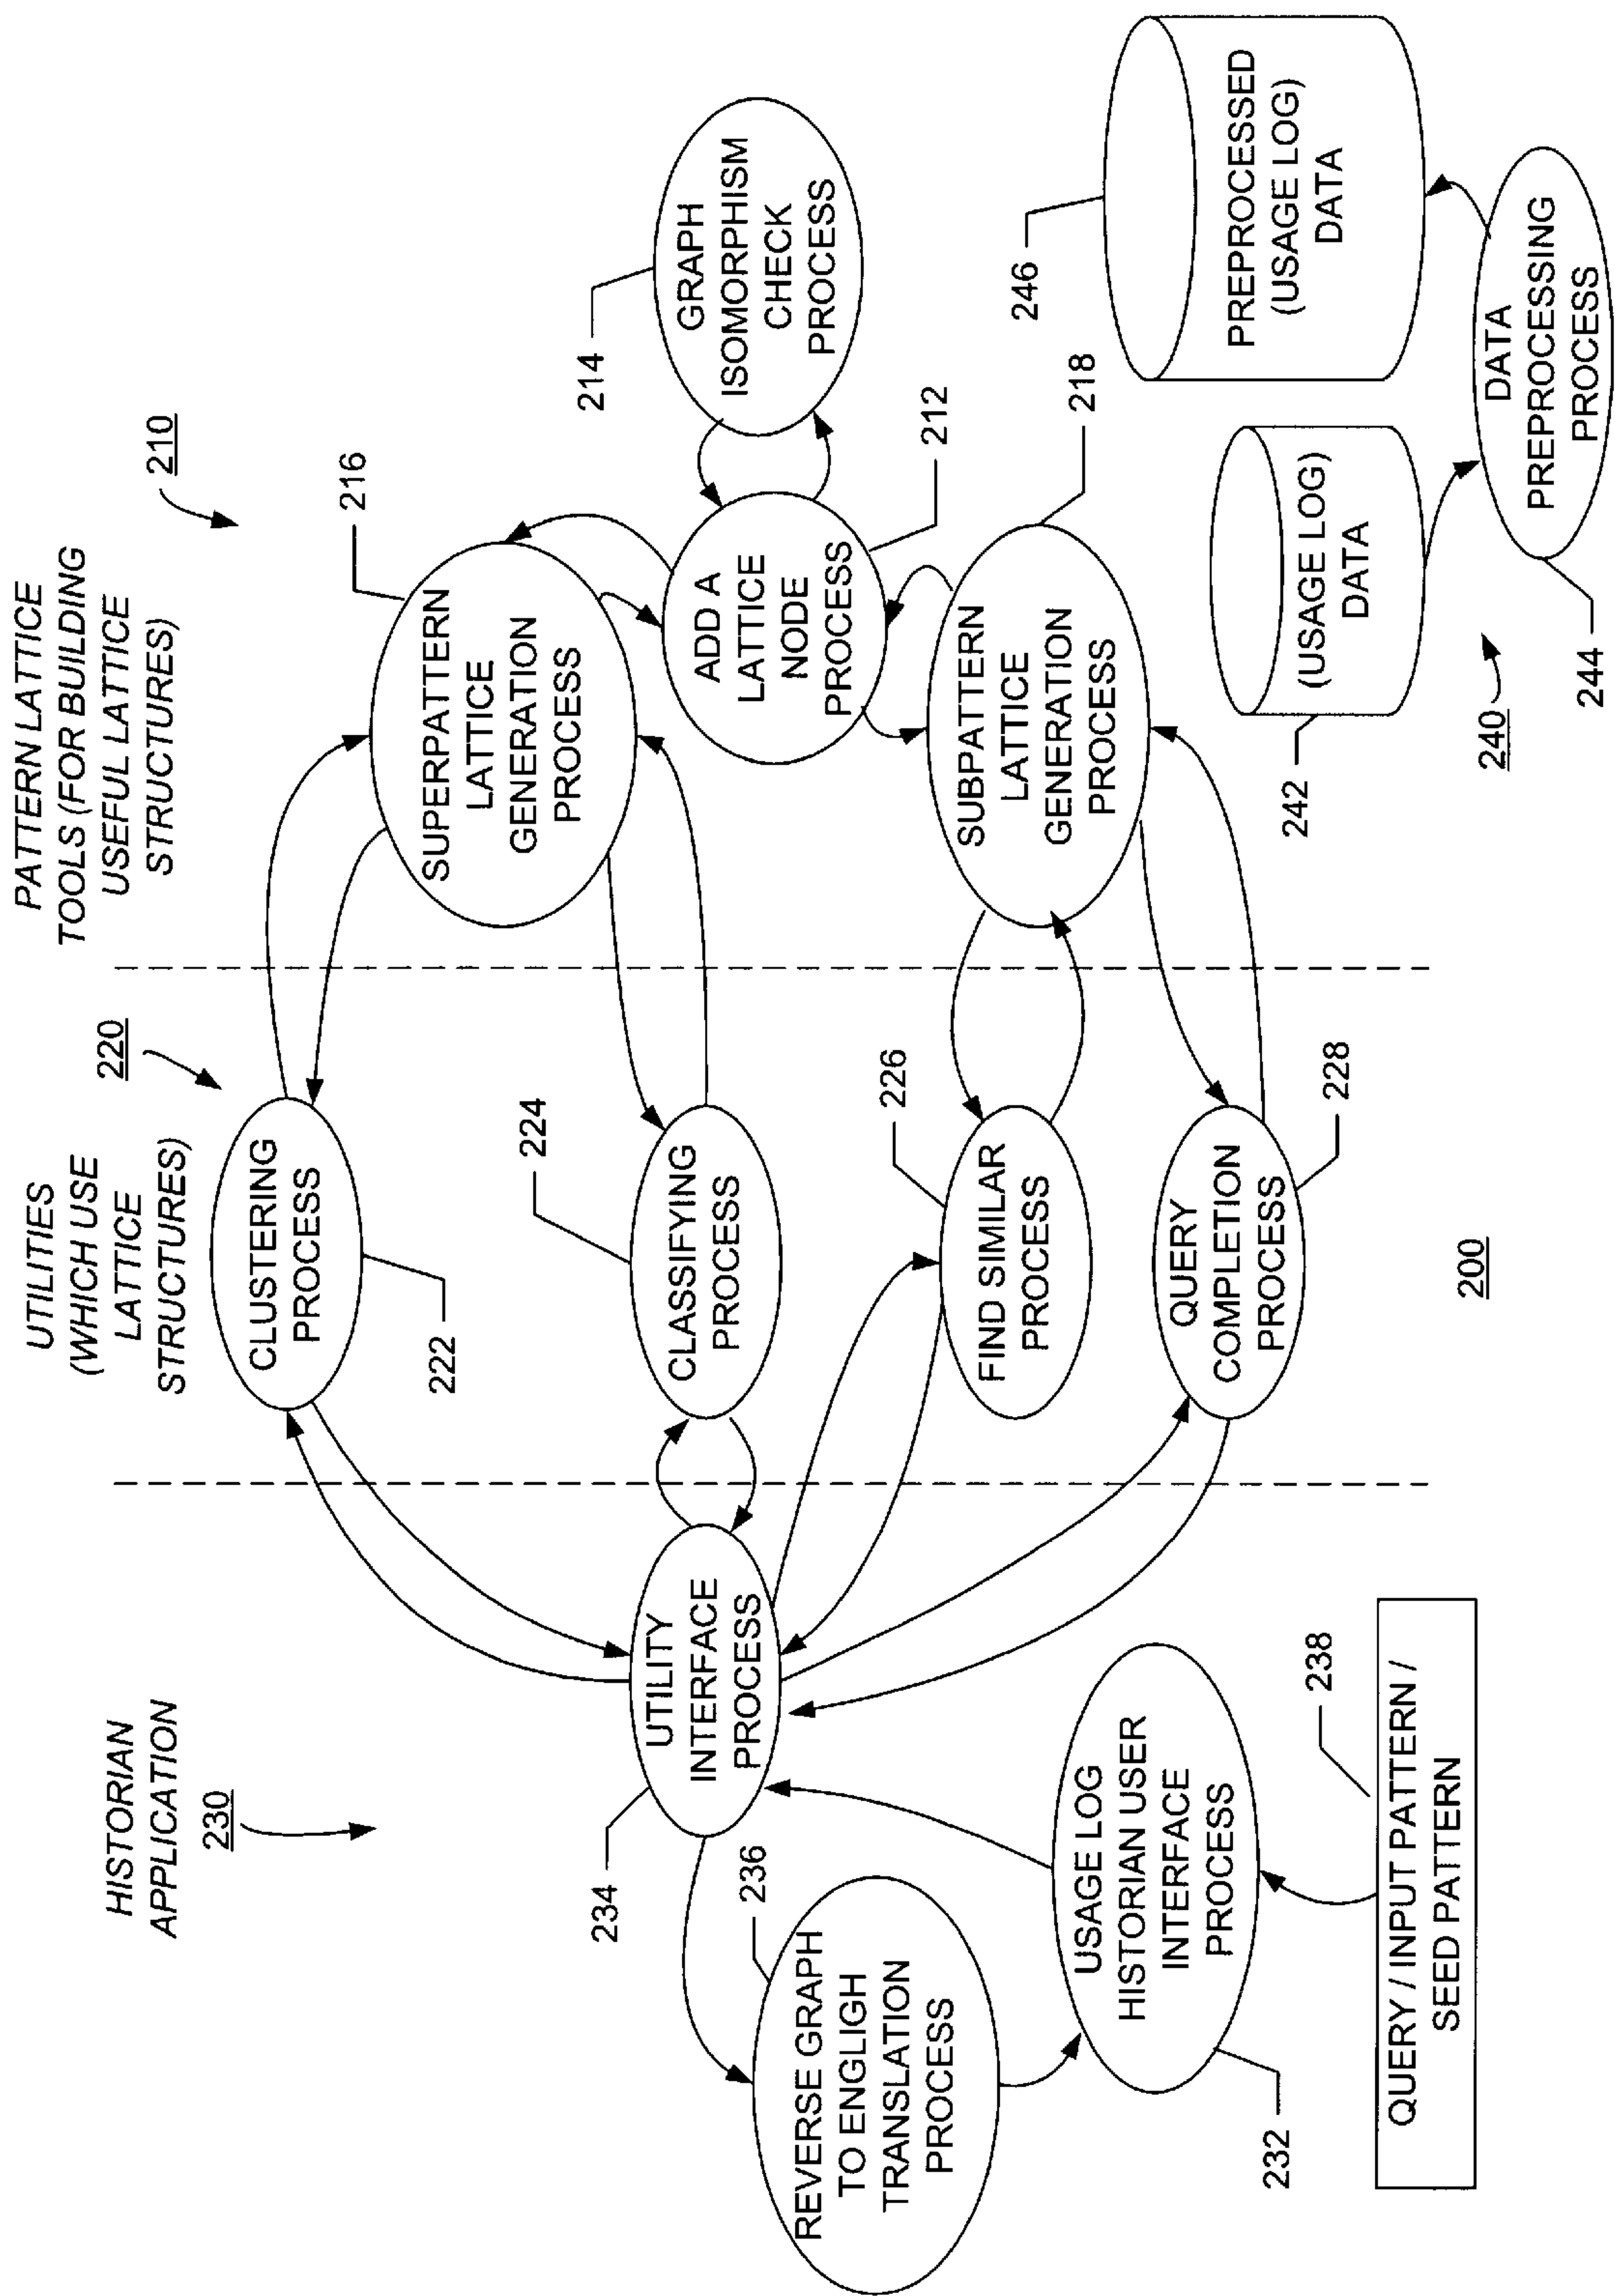 HISTORIAN
APPLICATION
230
UTILITIES
(WHICH USE
LATTICE
STRUCTURES)
220
PATTERN LATTICE
TOOLS (FOR BUILDING
USEFUL LATTICE
STRUCTURES)
210
CLUSTERING
PROCESS
222
SUPERPATTERN
LATTICE
GENERATION
PROCESS
216
UTILITY
INTERFACE
PROCESS
234
CLASSIFYING
PROCESS
224
ADD A
LATTICE
NODE
PROCESS
212
GRAPH
ISOMORPHISM
CHECK
PROCESS
214
REVERSE GRAPH
TO ENGLIGH
TRANSLATION
PROCESS
236
FIND SIMILAR
PROCESS
226
SUBPATTERN
LATTICE
GENERATION
PROCESS
218
USAGE LOG
HISTORIAN USER
INTERFACE
PROCESS
232
QUERY
COMPLETION
PROCESS
228
QUERY / INPUT PATTERN /
SEED PATTERN
238
200
(USAGE LOG)
DATA
242
PREPROCESSED
(USAGE LOG)
DATA
246
240
DATA
PREPROCESSING
PROCESS
244